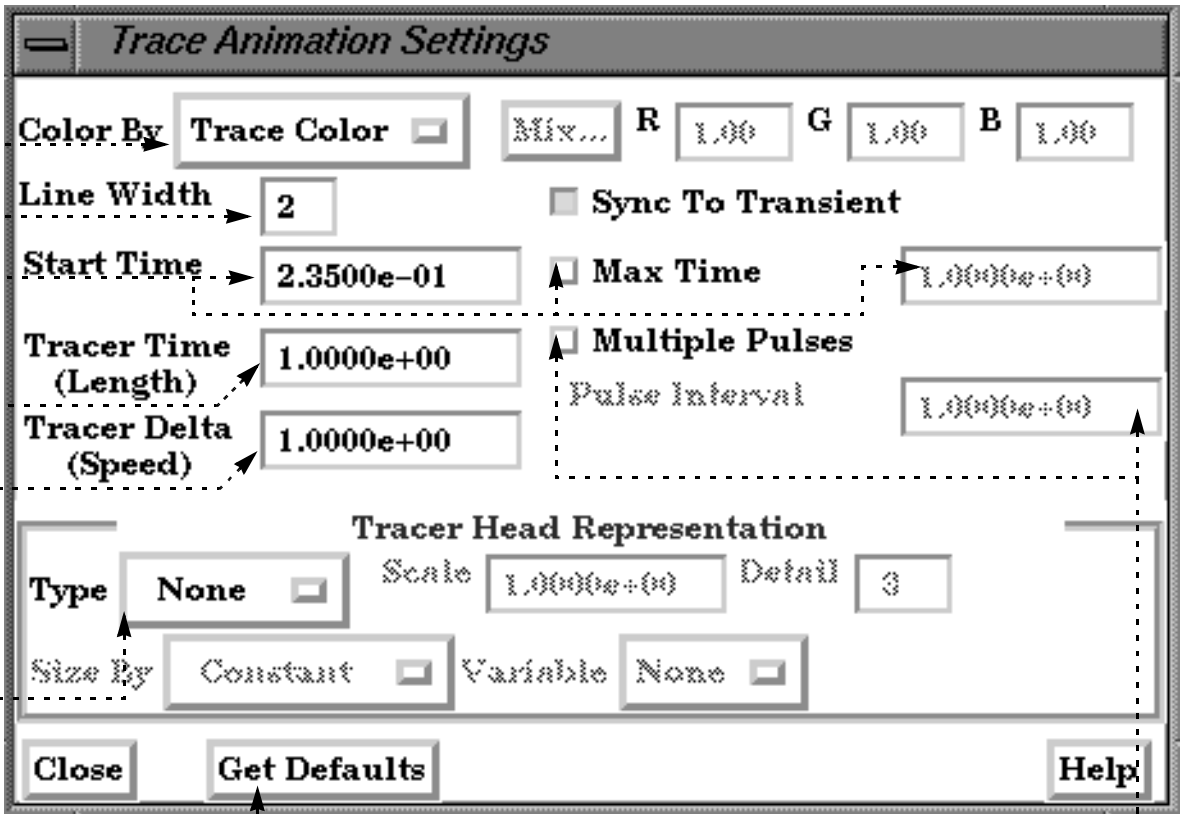 Trace Animation Settings
Color By Trace Color Mix... R 1.00 G 1.00 B 1.00
Line Width 2 Sync To Transient
Start Time 2.3500e-01 Max Time 1.0000e+00
Tracer Time (Length) 1.0000e+00 Multiple Pulses
Pulse Interval 1.0000e+00
Tracer Delta (Speed) 1.0000e+00
Tracer Head Representation
Type None Scale 1.0000e+00 Detail 3
Size By Constant Variable None
Close Get Defaults Help